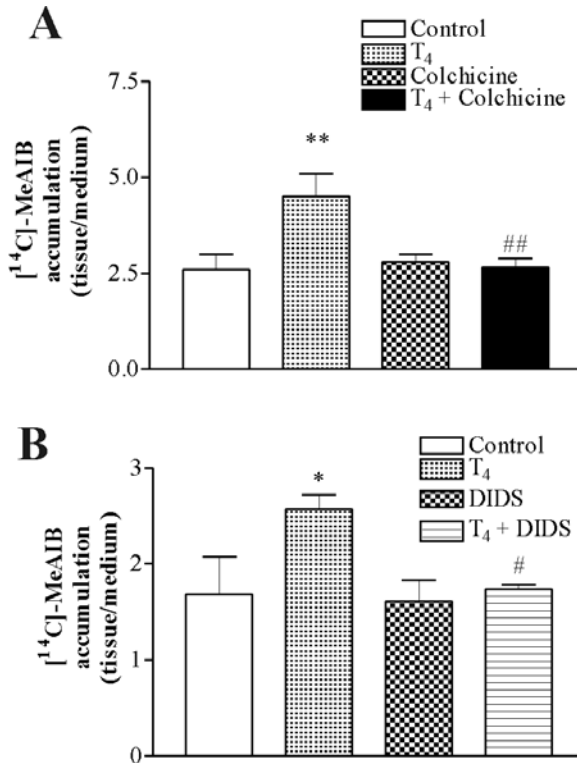 A
Control
T₄
Colchicine
T₄ + Colchicine
[¹⁴C]-MeAIB
accumulation
(tissue/medium)
7.5
5.0
2.5
0.0
**
##
B
Control
T₄
DIDS
T₄ + DIDS
[¹⁴C]-MeAIB
accumulation
(tissue/medium)
3
2
1
0
*
#